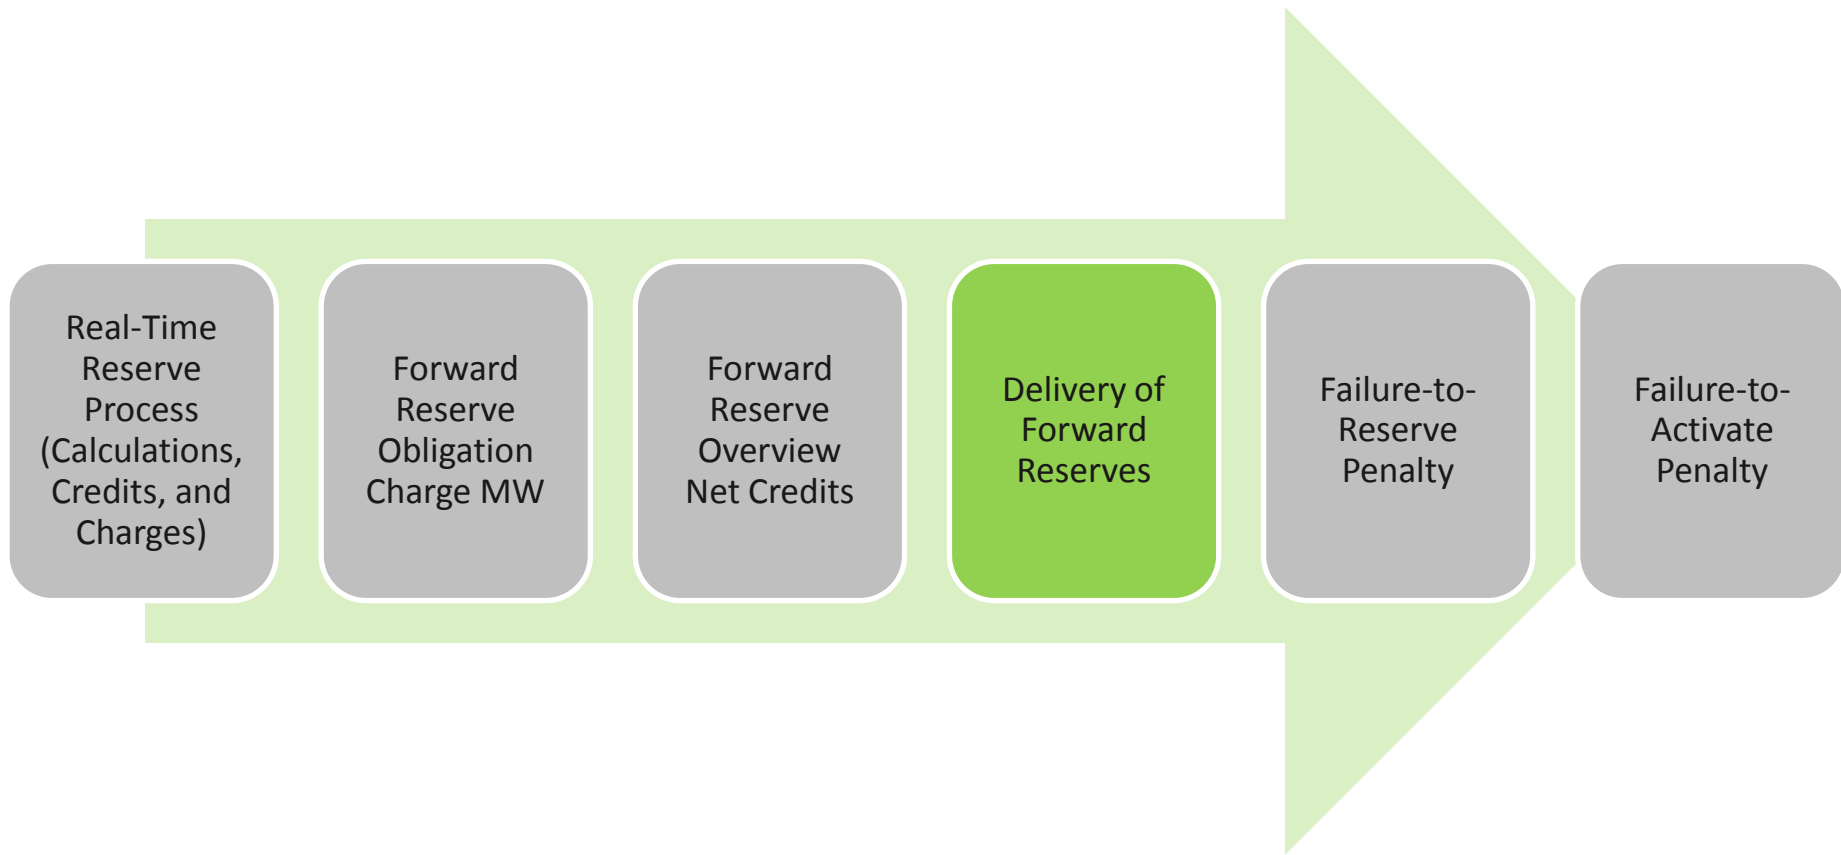 Real-Time
Reserve
Process
(Calculations,
Credits, and
Charges)
Forward
Reserve
Obligation
Charge MW
Forward
Reserve
Overview
Net Credits
Delivery of
Forward
Reserves
Failure-to-
Reserve
Penalty
Failure-to-
Activate
Penalty